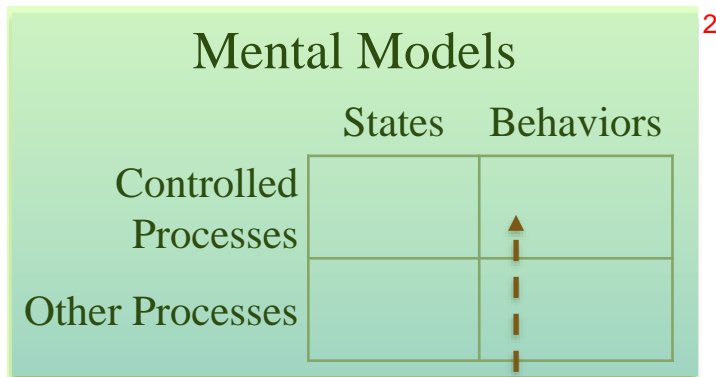 Mental Models
2
States Behaviors
Controlled
Processes
Other Processes